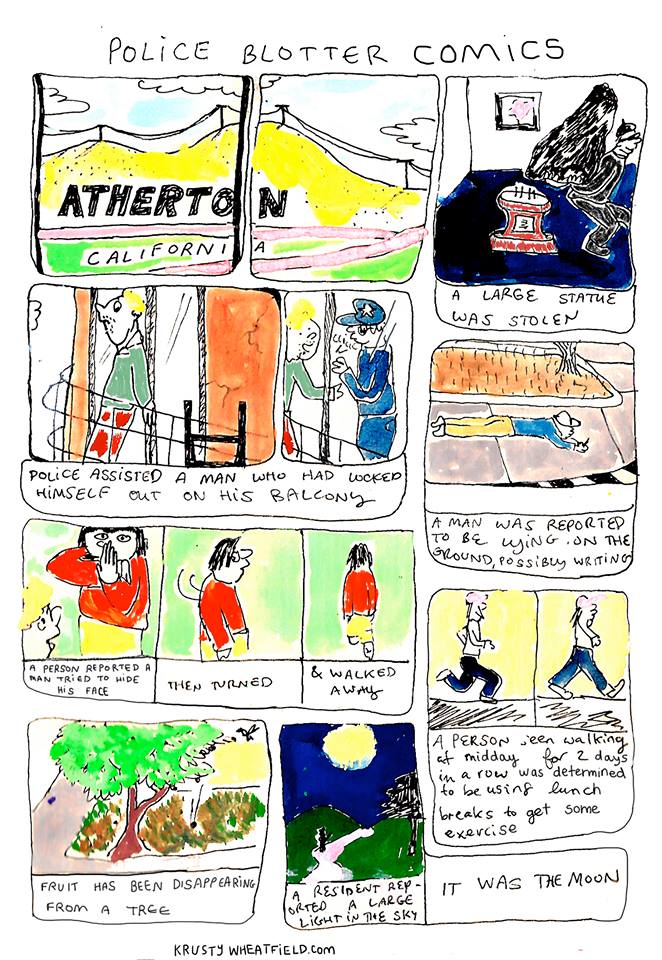 POLICE BLOTTER COMICS
ATHERTON
CALIFORNIA
A LARGE STATUE
WAS STOLEN
POLICE ASSISTED A MAN WHO HAD LOCKED
HIMSELF OUT ON HIS BALCONY
A MAN WAS REPORTED
TO BE LYING ON THE
GROUND, POSSIBLY WRITING
A PERSON REPORTED A
MAN TRIED TO HIDE
HIS FACE
THEN TURNED
& WALKED
AWAY
A PERSON seen walking
at midday for 2 days
in a row was determined
to be using lunch
breaks to get some
exercise
FRUIT HAS BEEN DISAPPEARING
FROM A TREE
A RESIDENT REP-
ORTED A LARGE
LIGHT IN THE SKY
IT WAS THE MOON
KRUSTY WHEATFIELD.com